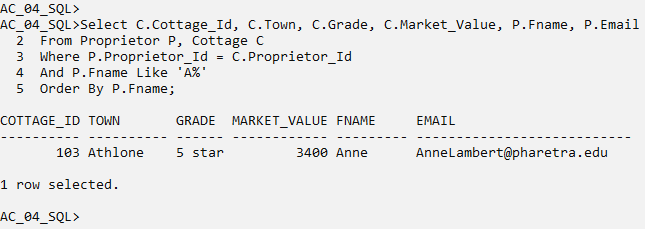 AC_04_SQL>
AC_04_SQL>Select C.Cottage_Id, C.Town, C.Grade, C.Market_Value, P.Fname, P.Email
  2  From Proprietor P, Cottage C
  3  Where P.Proprietor_Id = C.Proprietor_Id
  4  And P.Fname Like 'A%'
  5  Order By P.Fname;
COTTAGE_ID TOWN       GRADE  MARKET_VALUE FNAME     EMAIL
---------- ---------- ------ ------------ --------- ---------------------------
       103 Athlone    5 star         3400 Anne      AnneLambert@pharetra.edu
1 row selected.
AC_04_SQL>